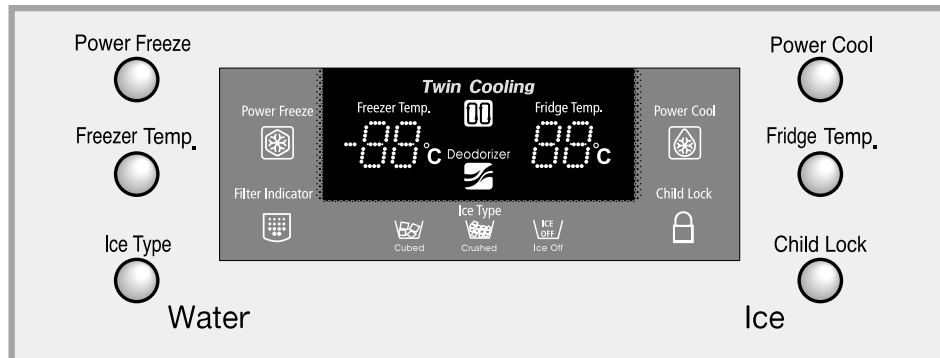 Power Freeze
Freezer Temp.
Ice Type
Water
Twin Cooling
Power Freeze
Freezer Temp.
Fridge Temp.
Power Cool
-88°C
Deodorizer
88°C
Filter Indicator
Child Lock
Ice Type
ICE
OFF
Cubed
Crushed
Ice Off
Power Cool
Fridge Temp.
Child Lock
Ice